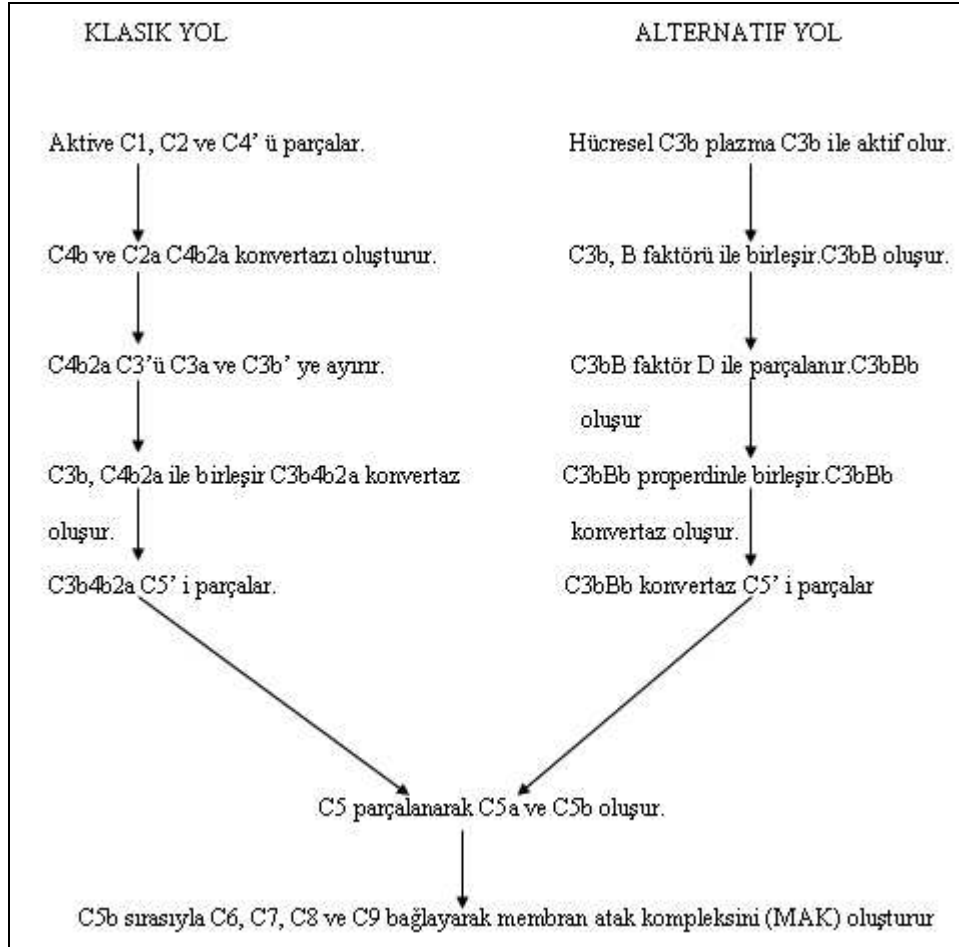 KLASIK YOL
Aktive C1, C2 ve C4’ ü parçalar.
C4b ve C2a C4b2a konvertazı oluşturur.
C4b2a C3’ü C3a ve C3b’ ye ayırır.
C3b, C4b2a ile birleşir C3b4b2a konvertaz
oluşur.
C3b4b2a C5’ i parçalar.
ALTERNATIF YOL
Hücresel C3b plazma C3b ile aktif olur.
C3b, B faktörü ile birleşir.C3bB oluşur.
C3bB faktör D ile parçalanır.C3bBb
oluşur
C3bBb properdinle birleşir.C3bBb
konvertaz oluşur.
C3bBb konvertaz C5’ i parçalar
C5 parçalanarak C5a ve C5b oluşur.
C5b sırasıyla C6, C7, C8 ve C9 bağlayarak membran atak kompleksini (MAK) oluşturur